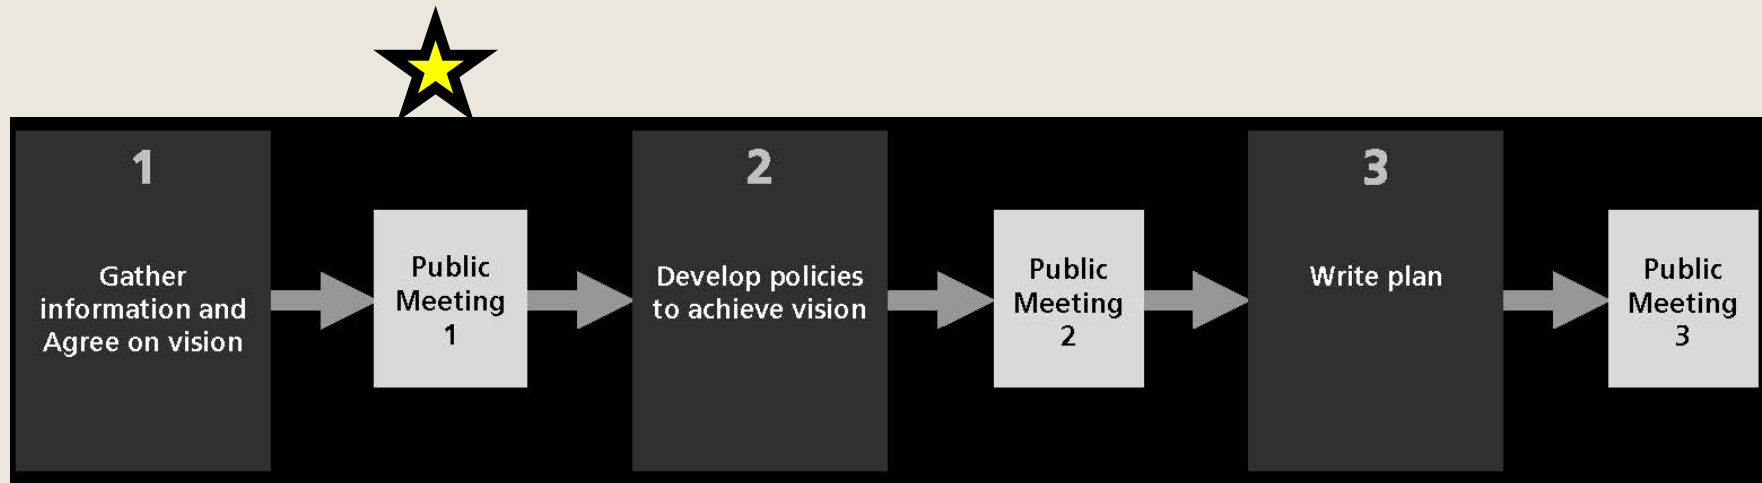 1
Gather
information and
Agree on vision
Public
Meeting
1
2
Develop policies
to achieve vision
Public
Meeting
2
3
Write plan
Public
Meeting
3